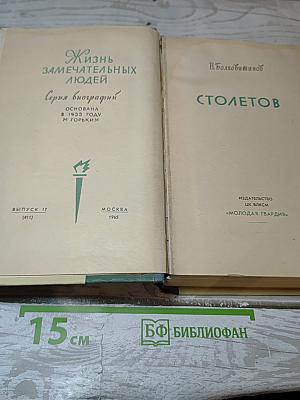 Жизнь
ЗАМЕЧАТЕЛЬНЫХ
ЛЮДЕЙ
Серия биографий
ОСНОВАНА
В 1933 ГОДУ
М. ГОРЬКИМ
ВЫПУСК 17
(411)
МОСКВА
1965
В. Болховитинов
СТОЛЕТОВ
ИЗДАТЕЛЬСТВО
ЦК ВЛКСМ
«МОЛОДАЯ ГВАРДИЯ»
15 СМ
БФ БИБЛИОФАН